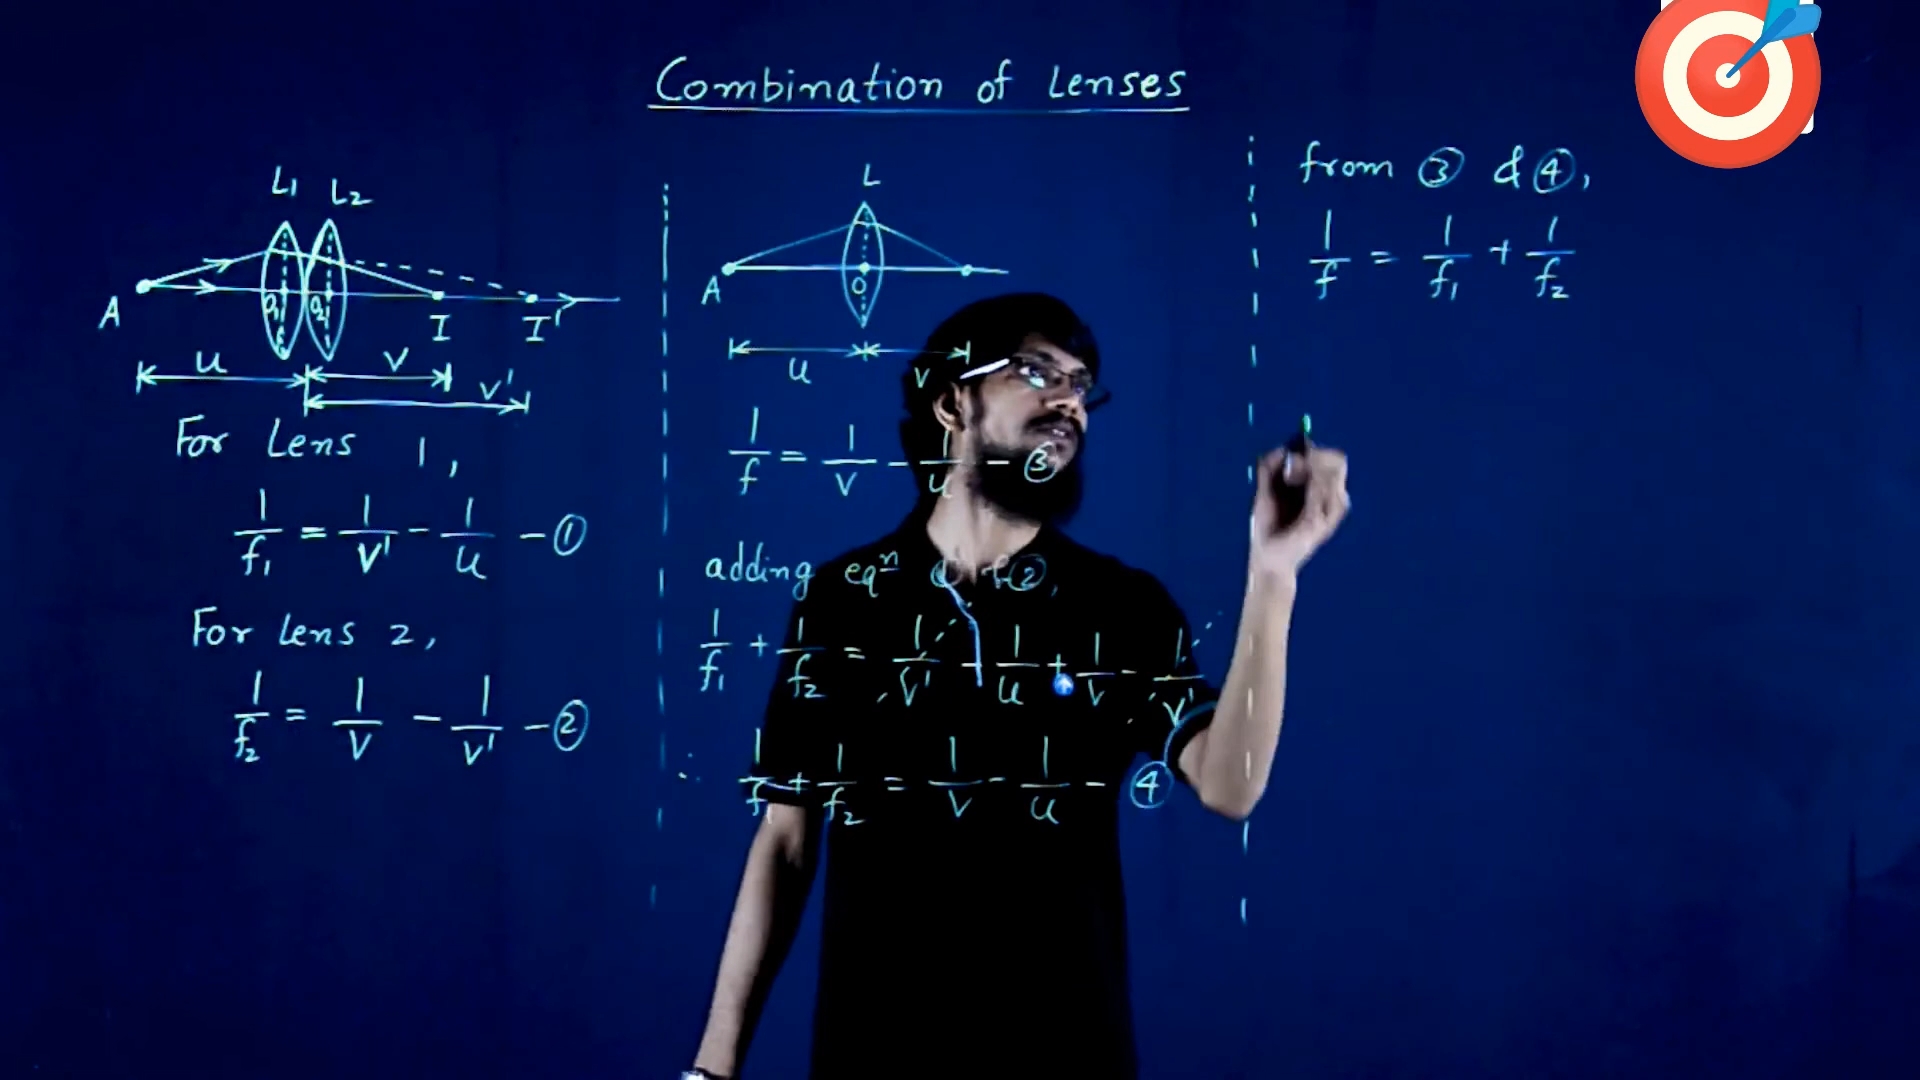 Combination of Lenses
L1 L2
A O1 O2 I I'
u v
v'
For Lens 1,
1/f1 = 1/v' - 1/u - ①
For Lens 2,
1/f2 = 1/v - 1/v' - ②
L
A O
u v
1/f = 1/v - 1/u - ③
adding eqn ① & ②,
1/f1 + 1/f2 = 1/v' - 1/u + 1/v - 1/v'
∴ 1/f1 + 1/f2 = 1/v - 1/u - ④
from ③ & ④,
1/f = 1/f1 + 1/f2